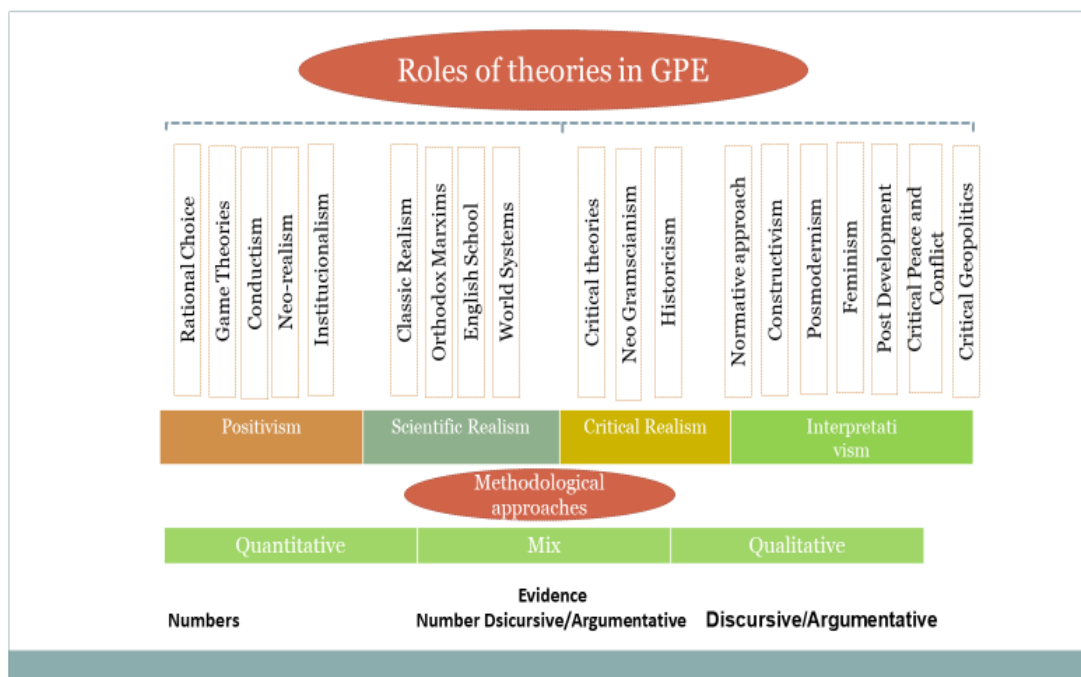 Roles of theories in GPE
Rational Choice
Game Theories
Conductism
Neo-realism
Institucionalism
Classic Realism
Orthodox Marxims
English School
World Systems
Critical theories
Neo Gramscianism
Historicism
Normative approach
Constructivism
Posmodernism
Feminism
Post Development
Critical Peace and
Conflict
Critical Geopolitics
Positivism
Scientific Realism
Critical Realism
Interpretati
vism
Methodological
approaches
Quantitative
Mix
Qualitative
Evidence
Numbers
Number Dsicursive/Argumentative
Discursive/Argumentative